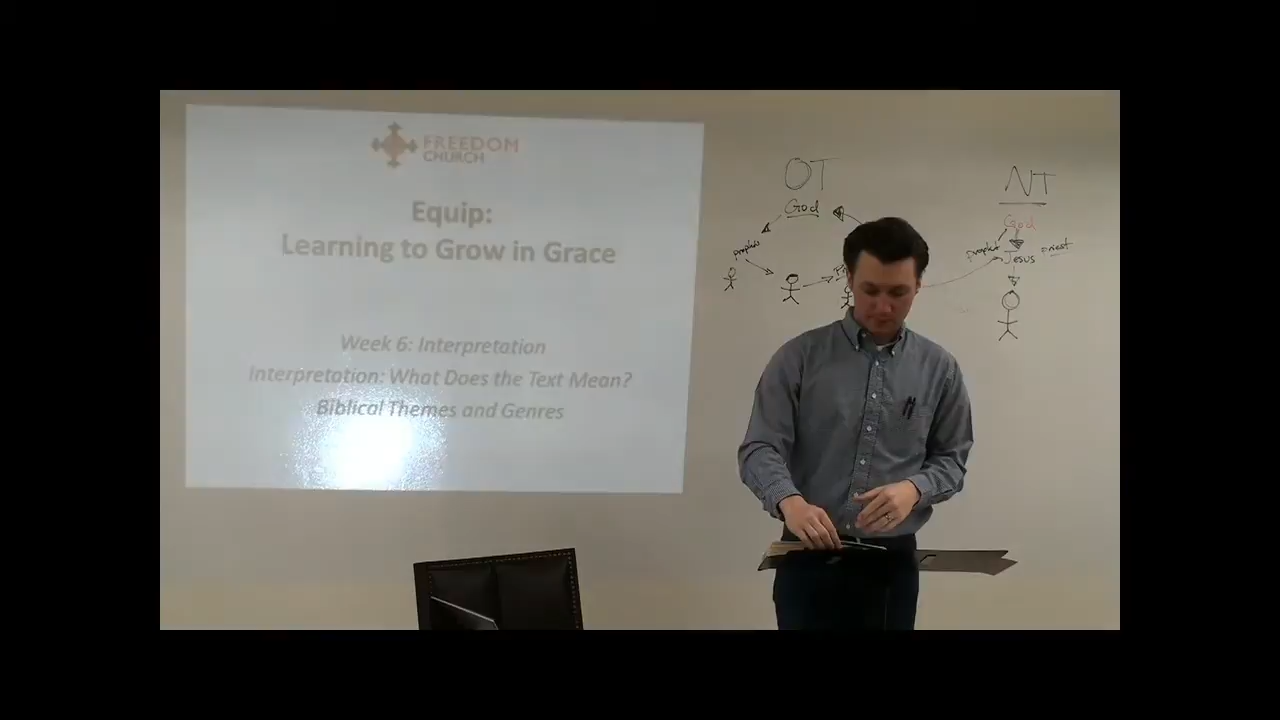 FREEDOM
CHURCH
Equip:
Learning to Grow in Grace
Week 6: Interpretation
Interpretation: What Does the Text Mean?
Biblical Themes and Genres
OT
God
prophets
NT
God
prophet
priest
Jesus